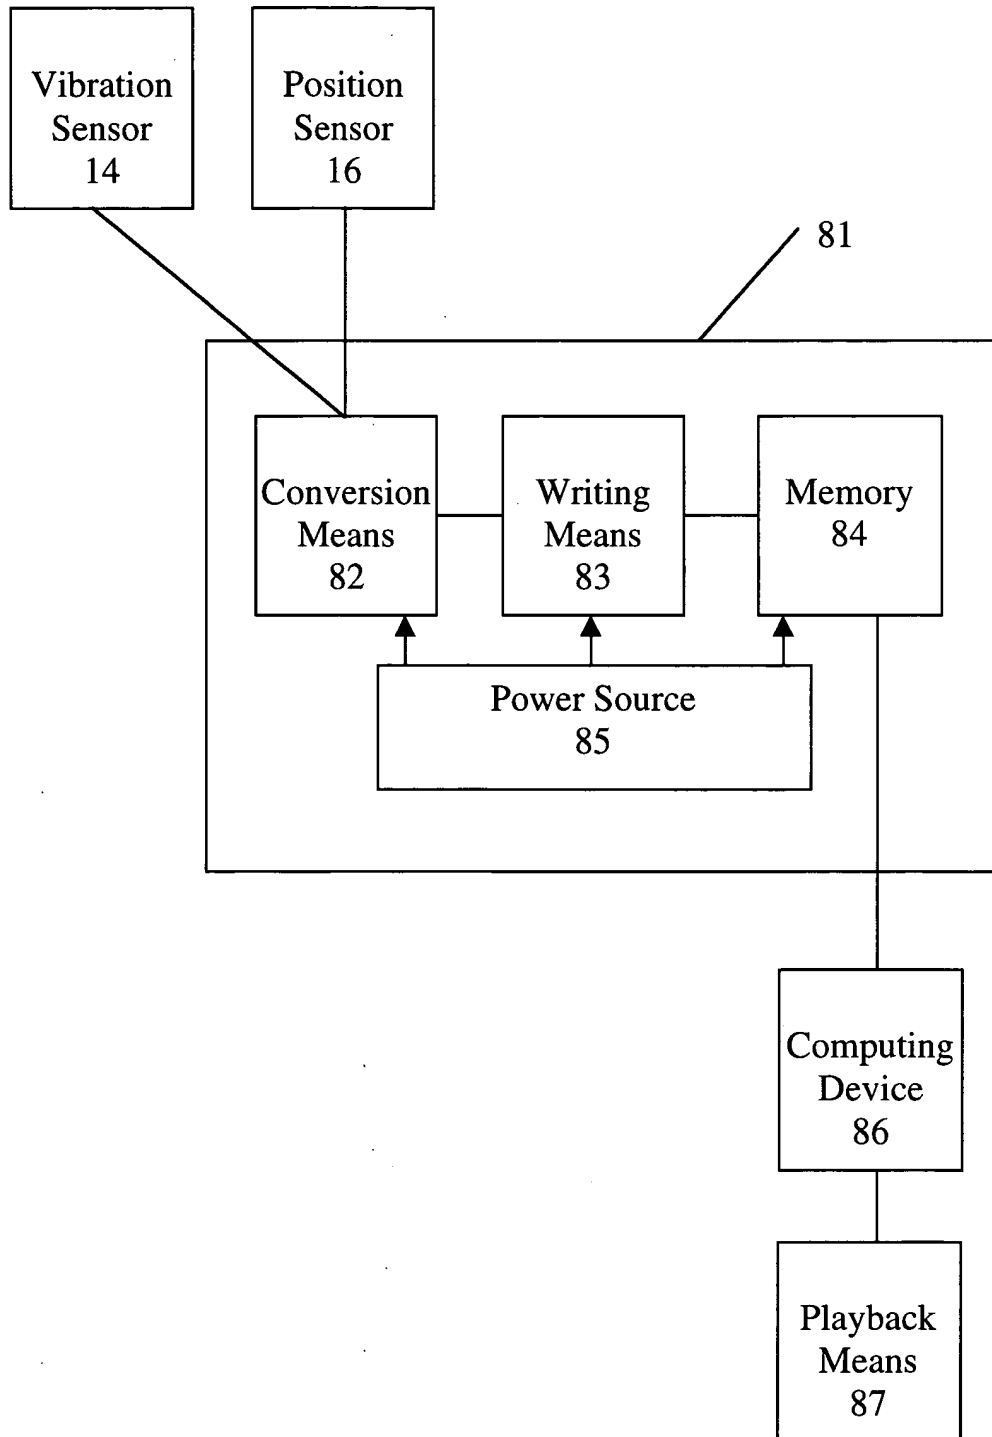 Vibration
Sensor
14
Position
Sensor
16
81
Conversion
Means
82
Writing
Means
83
Memory
84
Power Source
85
Computing
Device
86
Playback
Means
87